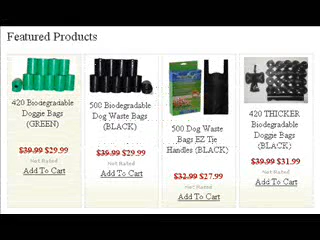 Featured Products
420 Biodegradable
Doggie Bags
(GREEN)
$39.99 $29.99
Not Rated
Add To Cart
500 Biodegradable
Dog Waste Bags
(BLACK)
$39.99 $29.99
Not Rated
Add To Cart
500 Dog Waste
Bags EZ Tie
Handles (BLACK)
$32.99 $27.99
Not Rated
Add To Cart
420 THICKER
Biodegradable
Doggie Bags
(BLACK)
$39.99 $31.99
Not Rated
Add To Cart